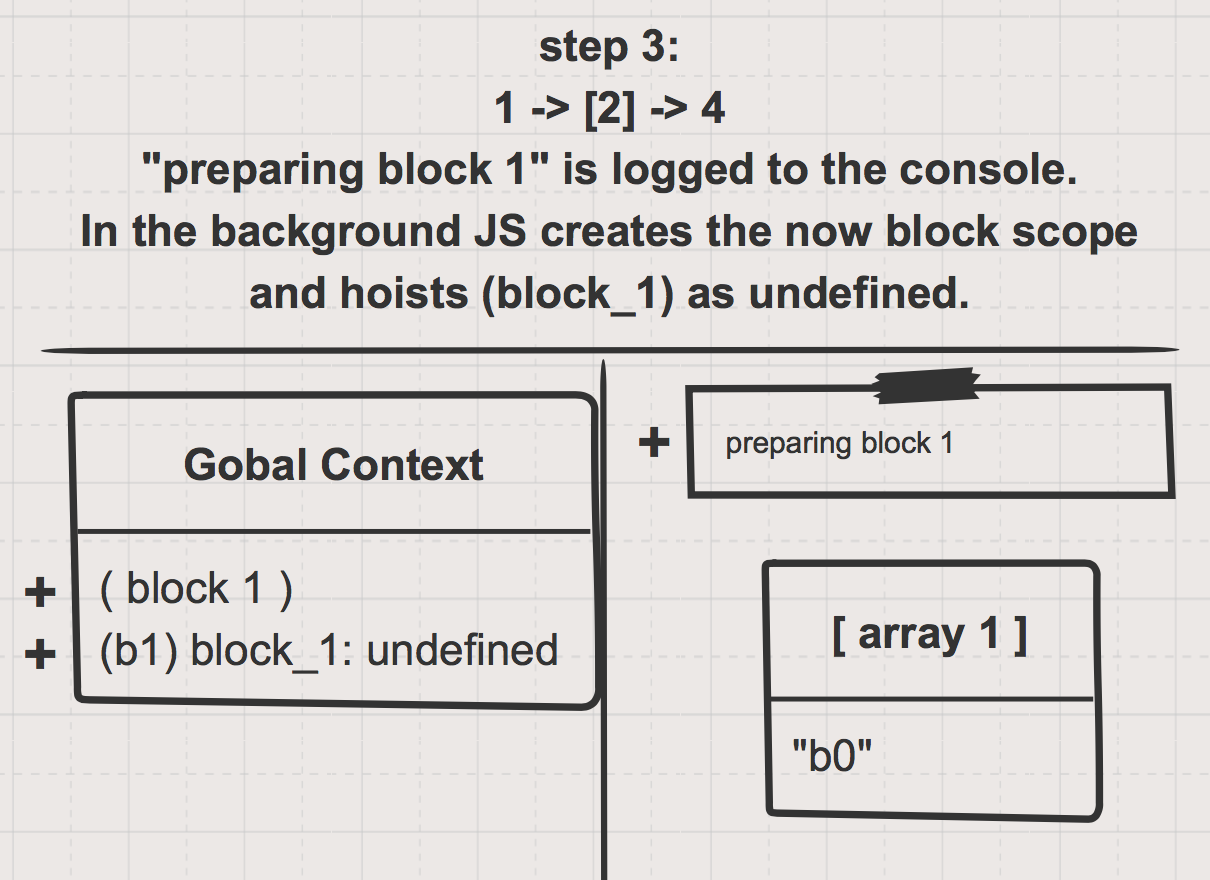 step 3:
1 -> [2] -> 4
"preparing block 1" is logged to the console.
In the background JS creates the now block scope
and hoists (block_1) as undefined.
Gobal Context
+ ( block 1 )
+ (b1) block_1: undefined
+ preparing block 1
[ array 1 ]
"b0"